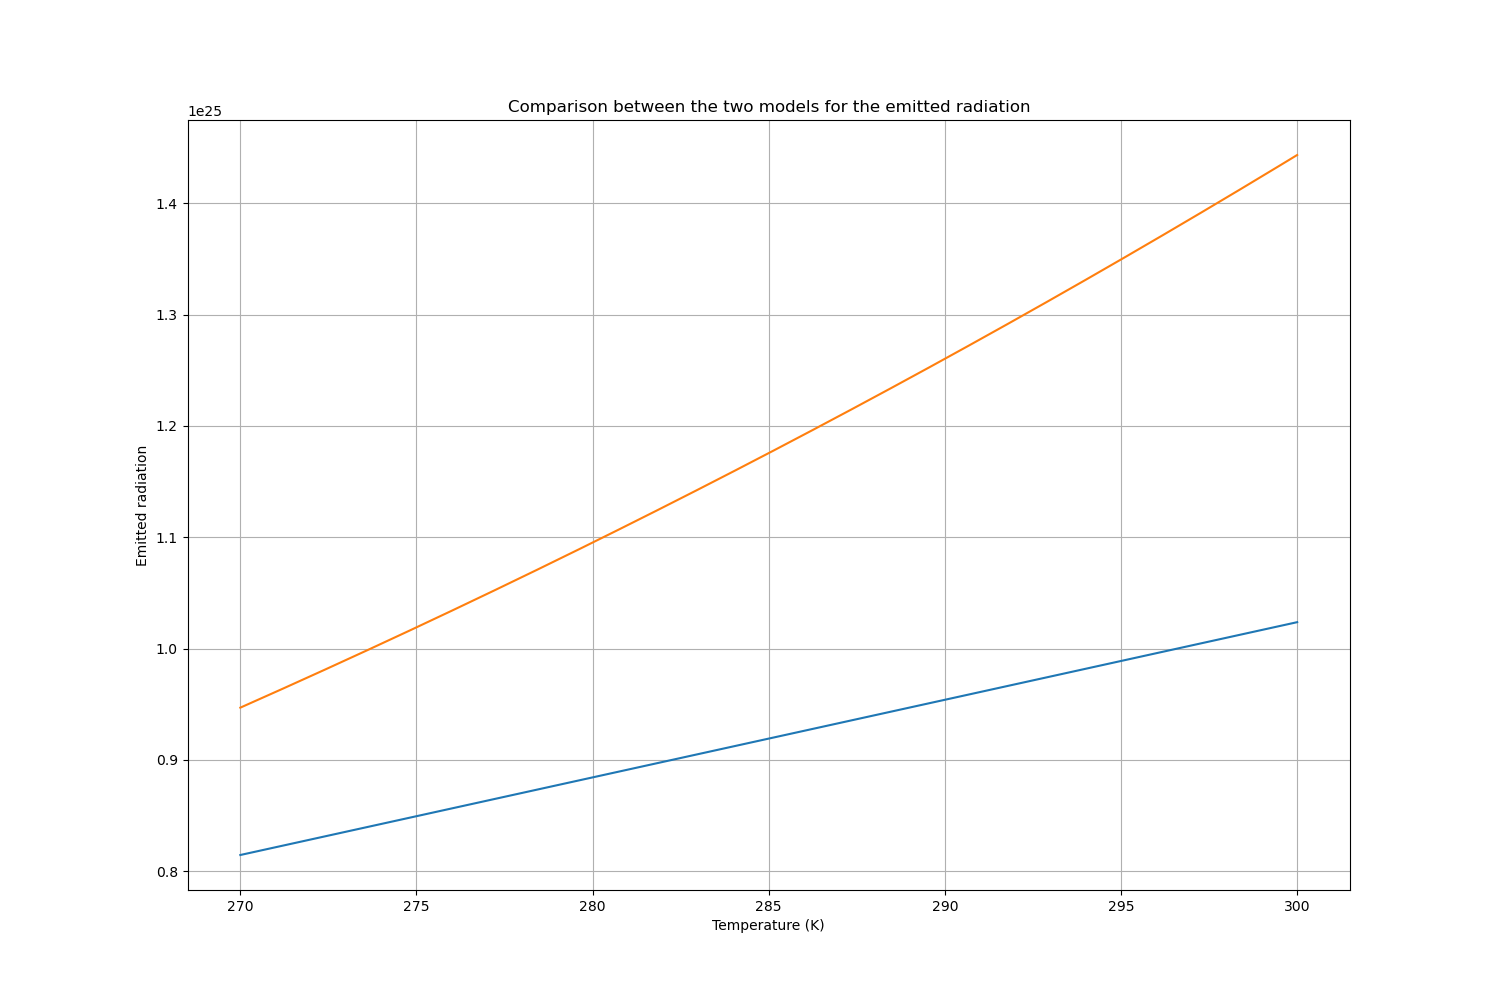 Comparison between the two models for the emitted radiation
1e25
1.4
1.3
1.2
1.1
1.0
0.9
0.8
Emitted radiation
270 275 280 285 290 295 300
Temperature (K)